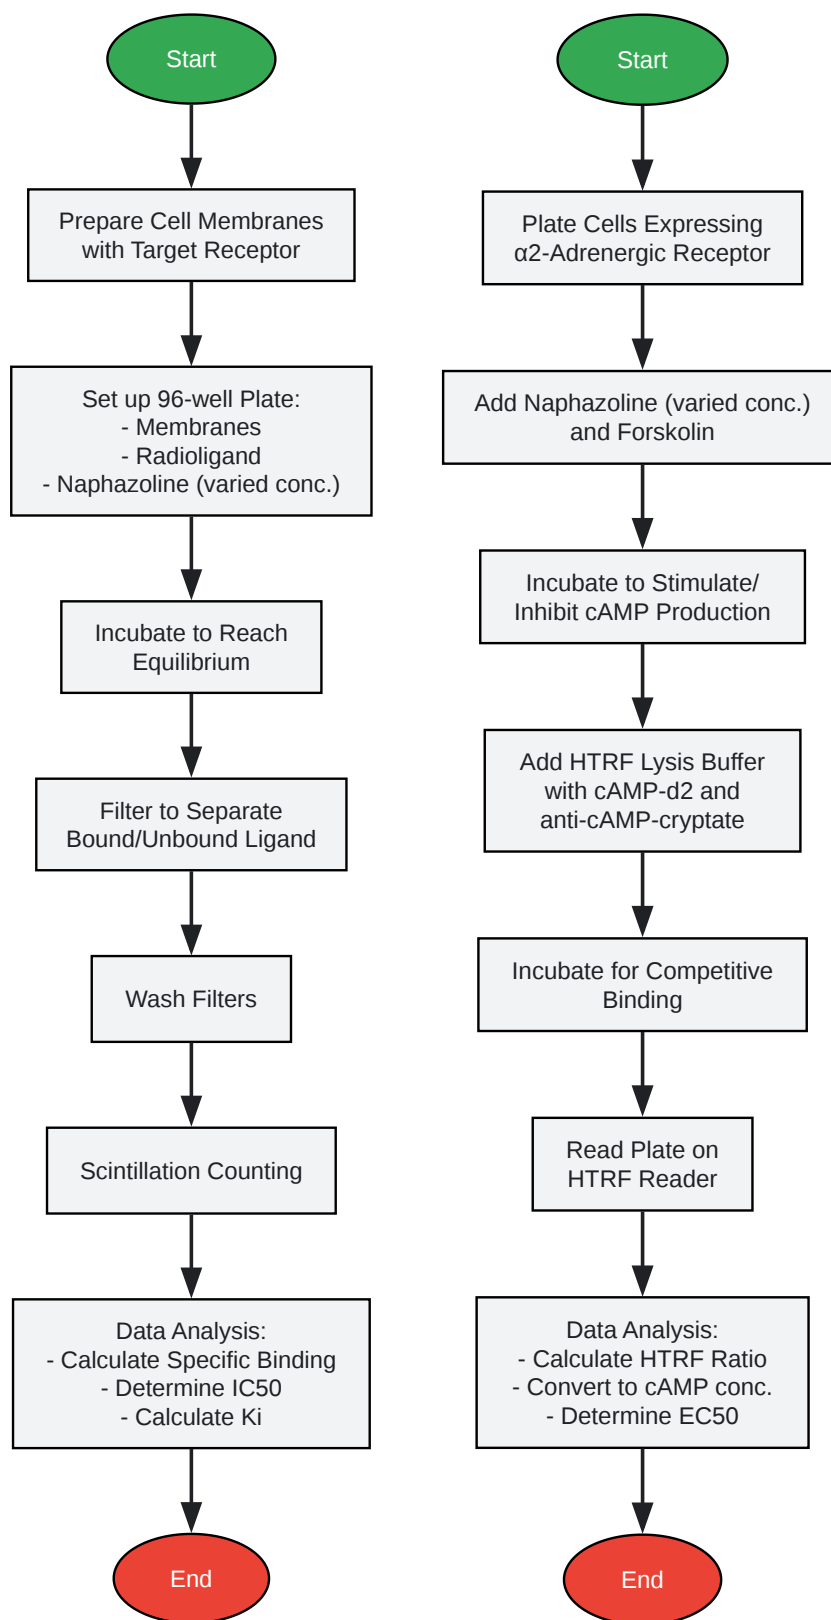 Start
Prepare Cell Membranes
with Target Receptor
Set up 96-well Plate:
- Membranes
- Radioligand
- Naphazoline (varied conc.)
Incubate to Reach
Equilibrium
Filter to Separate
Bound/Unbound Ligand
Wash Filters
Scintillation Counting
Data Analysis:
- Calculate Specific Binding
- Determine IC50
- Calculate Ki
End
Start
Plate Cells Expressing
α2-Adrenergic Receptor
Add Naphazoline (varied conc.)
and Forskolin
Incubate to Stimulate/
Inhibit cAMP Production
Add HTRF Lysis Buffer
with cAMP-d2 and
anti-cAMP-cryptate
Incubate for Competitive
Binding
Read Plate on
HTRF Reader
Data Analysis:
- Calculate HTRF Ratio
- Convert to cAMP conc.
- Determine EC50
End